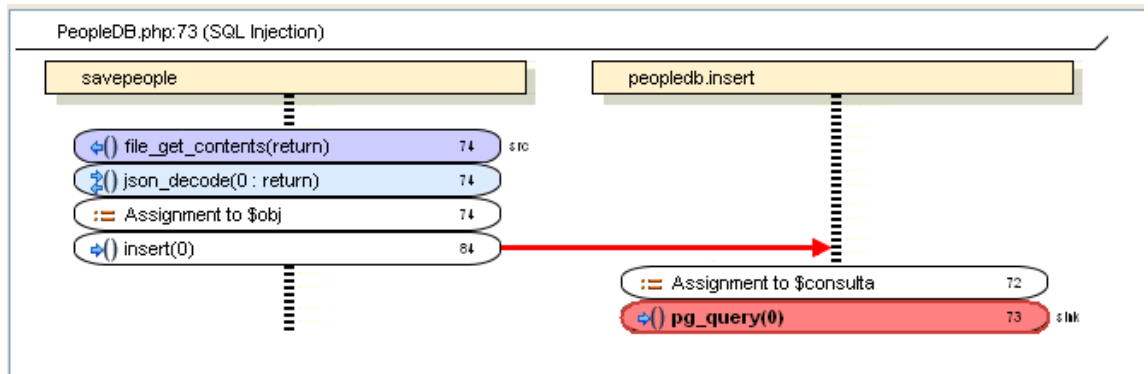 PeopleDB.php:73 (SQL Injection)
savepeople
peopledb.insert
file_get_contents(return) 74 src
json_decode(0 : return) 74
:= Assignment to $obj 74
insert(0) 84
:= Assignment to $consulta 72
pg_query(0) 73 sink